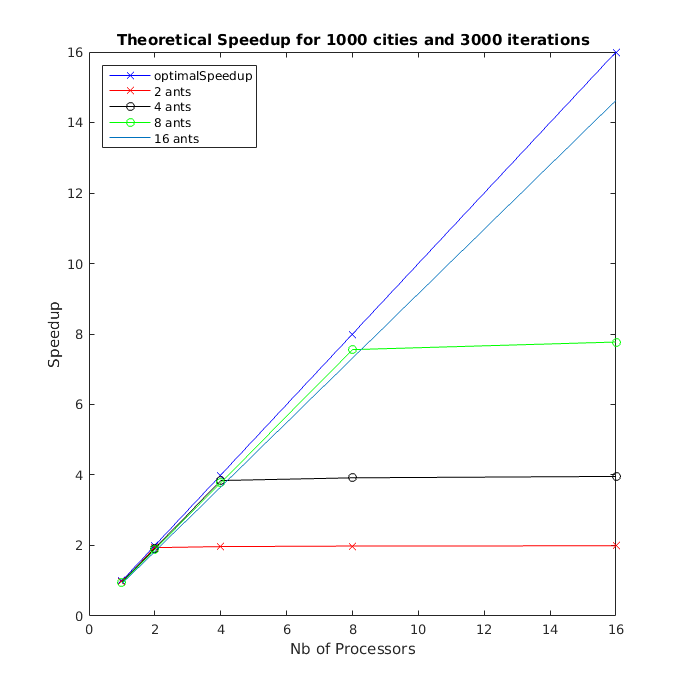 Theoretical Speedup for 1000 cities and 3000 iterations
16
14
12
10
8
6
4
2
0
Speedup
optimalSpeedup
2 ants
4 ants
8 ants
16 ants
0 2 4 6 8 10 12 14 16
Nb of Processors